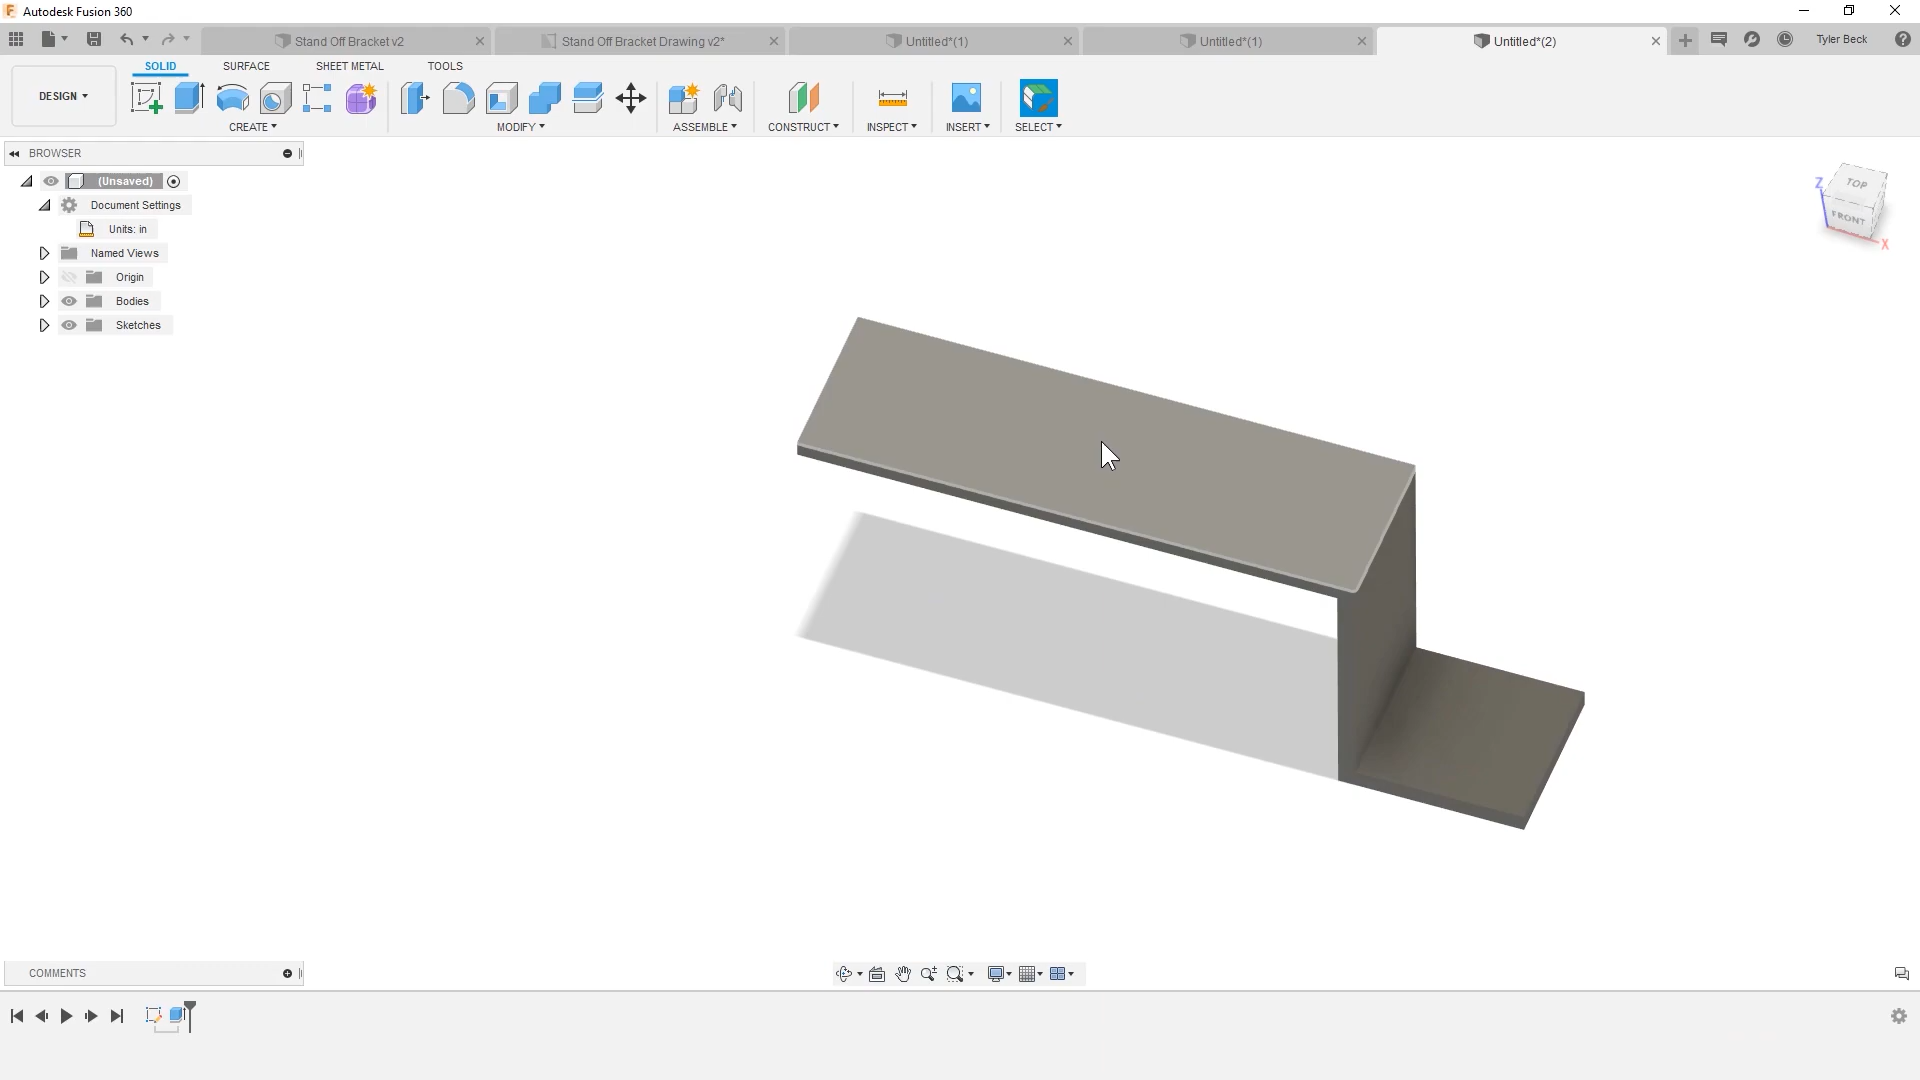 Autodesk Fusion 360
Stand Off Bracket v2
Stand Off Bracket Drawing v2*
Untitled*(1)
Untitled*(1)
Untitled*(2)
Tyler Beck
DESIGN
SOLID
SURFACE
SHEET METAL
TOOLS
CREATE
MODIFY
ASSEMBLE
CONSTRUCT
INSPECT
INSERT
SELECT
BROWSER
(Unsaved)
Document Settings
Units: in
Named Views
Origin
Bodies
Sketches
TOP
FRONT
Z
X
COMMENTS